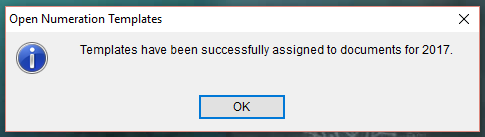 Open Numeration Templates
Templates have been successfully assigned to documents for 2017.
OK